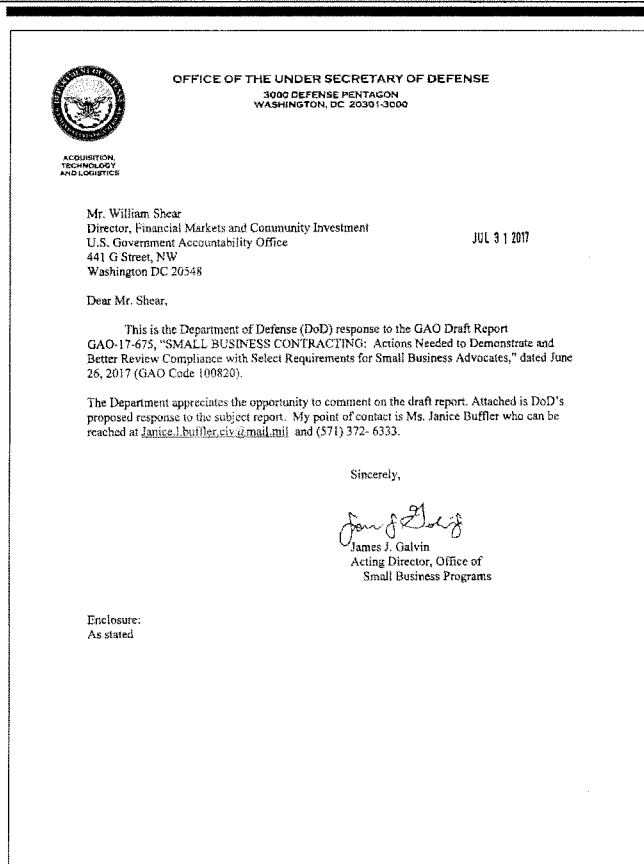 OFFICE OF THE UNDER SECRETARY OF DEFENSE
3000 DEFENSE PENTAGON
WASHINGTON, DC 20301-3000
ACQUISITION,
TECHNOLOGY
AND LOGISTICS
Mr. William Shear
Director, Financial Markets and Community Investment
U.S. Government Accountability Office
441 G Street, NW
Washington DC 20548
JUL 31 2017
Dear Mr. Shear,
This is the Department of Defense (DoD) response to the GAO Draft Report
GAO-17-675, "SMALL BUSINESS CONTRACTING: Actions Needed to Demonstrate and
Better Review Compliance with Select Requirements for Small Business Advocates," dated June
26, 2017 (GAO Code 100820).
The Department appreciates the opportunity to comment on the draft report. Attached is DoD's
proposed response to the subject report. My point of contact is Ms. Janice Buffler who can be
reached at Janice.l.buffler.civ@mail.mil and (571) 372- 6333.
Sincerely,
James J. Galvin
Acting Director, Office of
Small Business Programs
Enclosure:
As stated